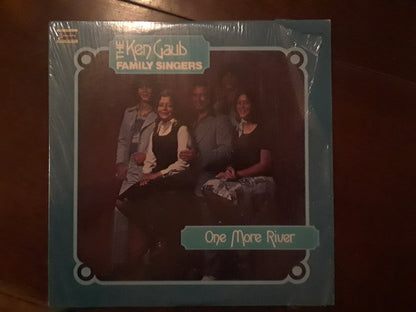 THE Ken Gaub
FAMILY SINGERS
One More River